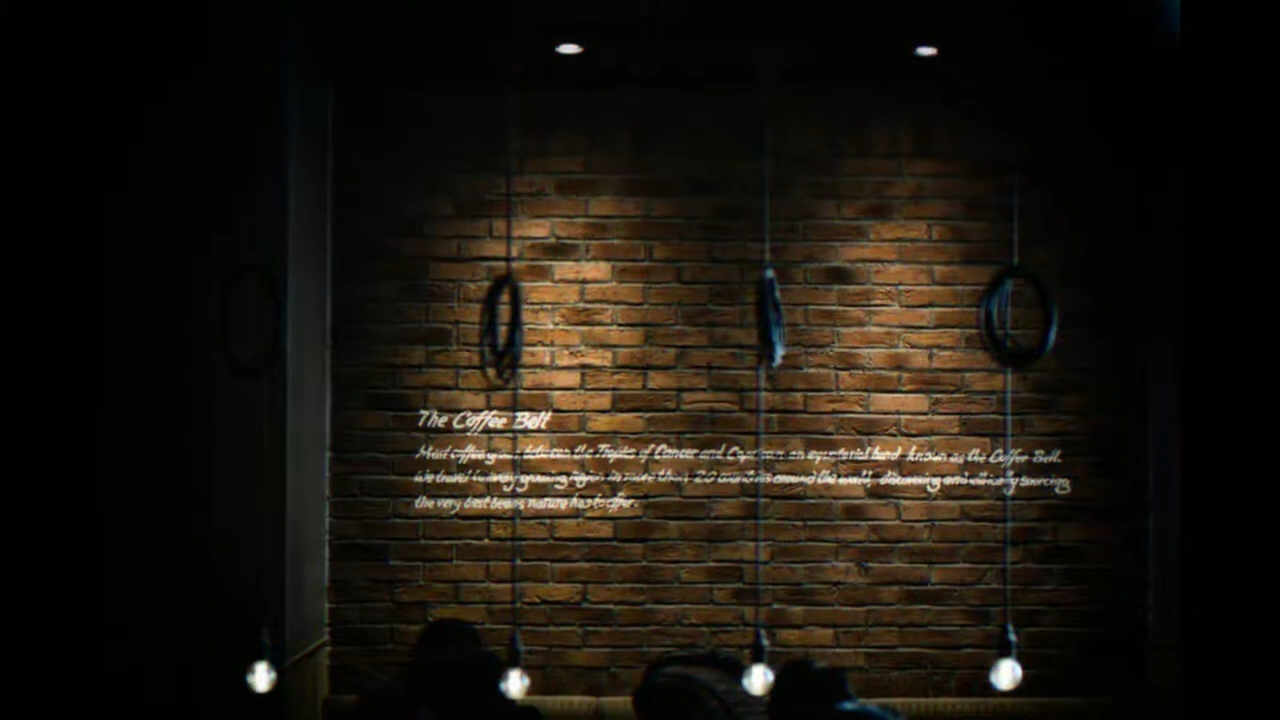 The Coffee Belt
Most coffee grows between the Tropics of Cancer and Capricorn an equatorial band known as the Coffee Belt.
We travel to every growing region in more than 20 countries around the world, discovering and ethically sourcing
the very best beans nature has to offer.